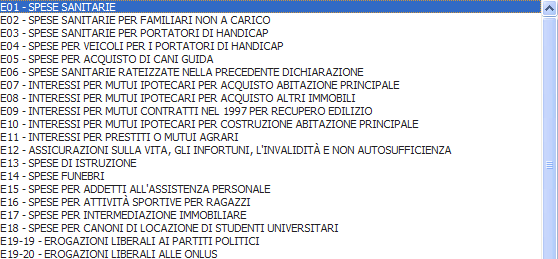 E01 - SPESE SANITARIE
E02 - SPESE SANITARIE PER FAMILIARI NON A CARICO
E03 - SPESE SANITARIE PER PORTATORI DI HANDICAP
E04 - SPESE PER VEICOLI PER I PORTATORI DI HANDICAP
E05 - SPESE PER ACQUISTO DI CANI GUIDA
E06 - SPESE SANITARIE RATEIZZATE NELLA PRECEDENTE DICHIARAZIONE
E07 - INTERESSI PER MUTUI IPOTECARI PER ACQUISTO ABITAZIONE PRINCIPALE
E08 - INTERESSI PER MUTUI IPOTECARI PER ACQUISTO ALTRI IMMOBILI
E09 - INTERESSI PER MUTUI CONTRATTI NEL 1997 PER RECUPERO EDILIZIO
E10 - INTERESSI PER MUTUI IPOTECARI PER COSTRUZIONE ABITAZIONE PRINCIPALE
E11 - INTERESSI PER PRESTITI O MUTUI AGRARI
E12 - ASSICURAZIONI SULLA VITA, GLI INFORTUNI, L'INVALIDITÀ E NON AUTOSUFFICIENZA
E13 - SPESE DI ISTRUZIONE
E14 - SPESE FUNEBRI
E15 - SPESE PER ADDETTI ALL'ASSISTENZA PERSONALE
E16 - SPESE PER ATTIVITÀ SPORTIVE PER RAGAZZI
E17 - SPESE PER INTERMEDIAZIONE IMMOBILIARE
E18 - SPESE PER CANONI DI LOCAZIONE DI STUDENTI UNIVERSITARI
E19-19 - EROGAZIONI LIBERALI AI PARTITI POLITICI
E19-20 - EROGAZIONI LIBERALI ALLE ONLUS